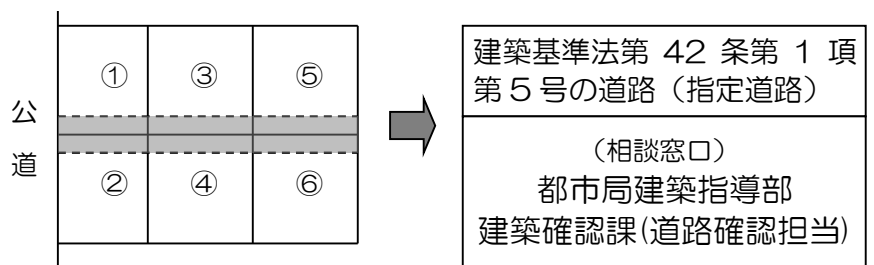 公
道
① ③ ⑤
② ④ ⑥
建築基準法第 42 条第 1 項
第5号の道路（指定道路）
（相談窓口）
都市局建築指導部
建築確認課(道路確認担当)